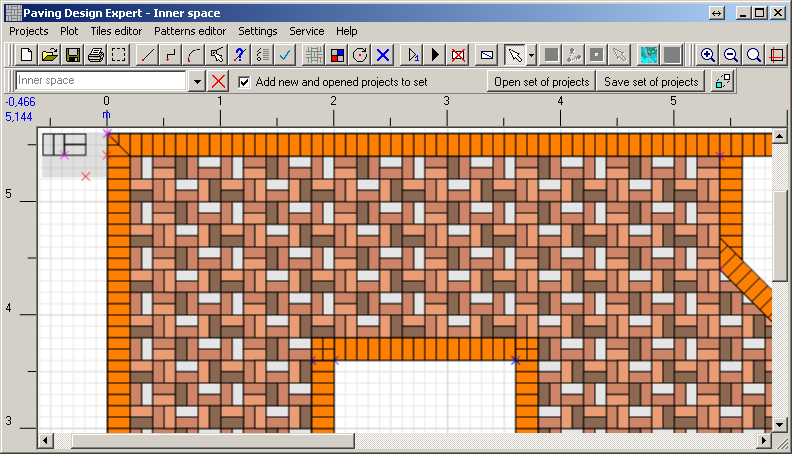 Paving Design Expert - Inner space
Projects Plot Tiles editor Patterns editor Settings Service Help
Inner space Add new and opened projects to set Open set of projects Save set of projects
-0,466 0 1 2 3 4 5
5,144 m
5
4
3